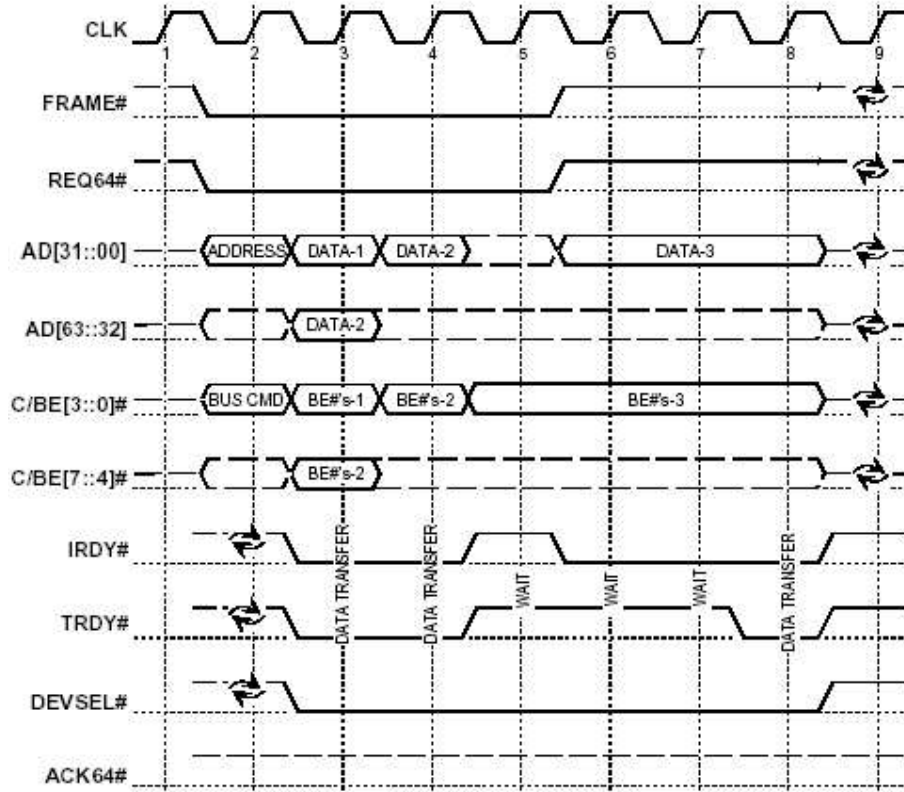 CLK
1 2 3 4 5 6 7 8 9
FRAME#
REQ64#
AD[31::00] ADDRESS DATA-1 DATA-2 DATA-3
AD[63::32] DATA-2
C/BE[3::0]# BUS CMD BE#'s-1 BE#'s-2 BE#'s-3
C/BE[7::4]# BE#'s-2
IRDY#
DATA TRANSFER DATA TRANSFER WAIT WAIT WAIT DATA TRANSFER
TRDY#
DEVSEL#
ACK64#